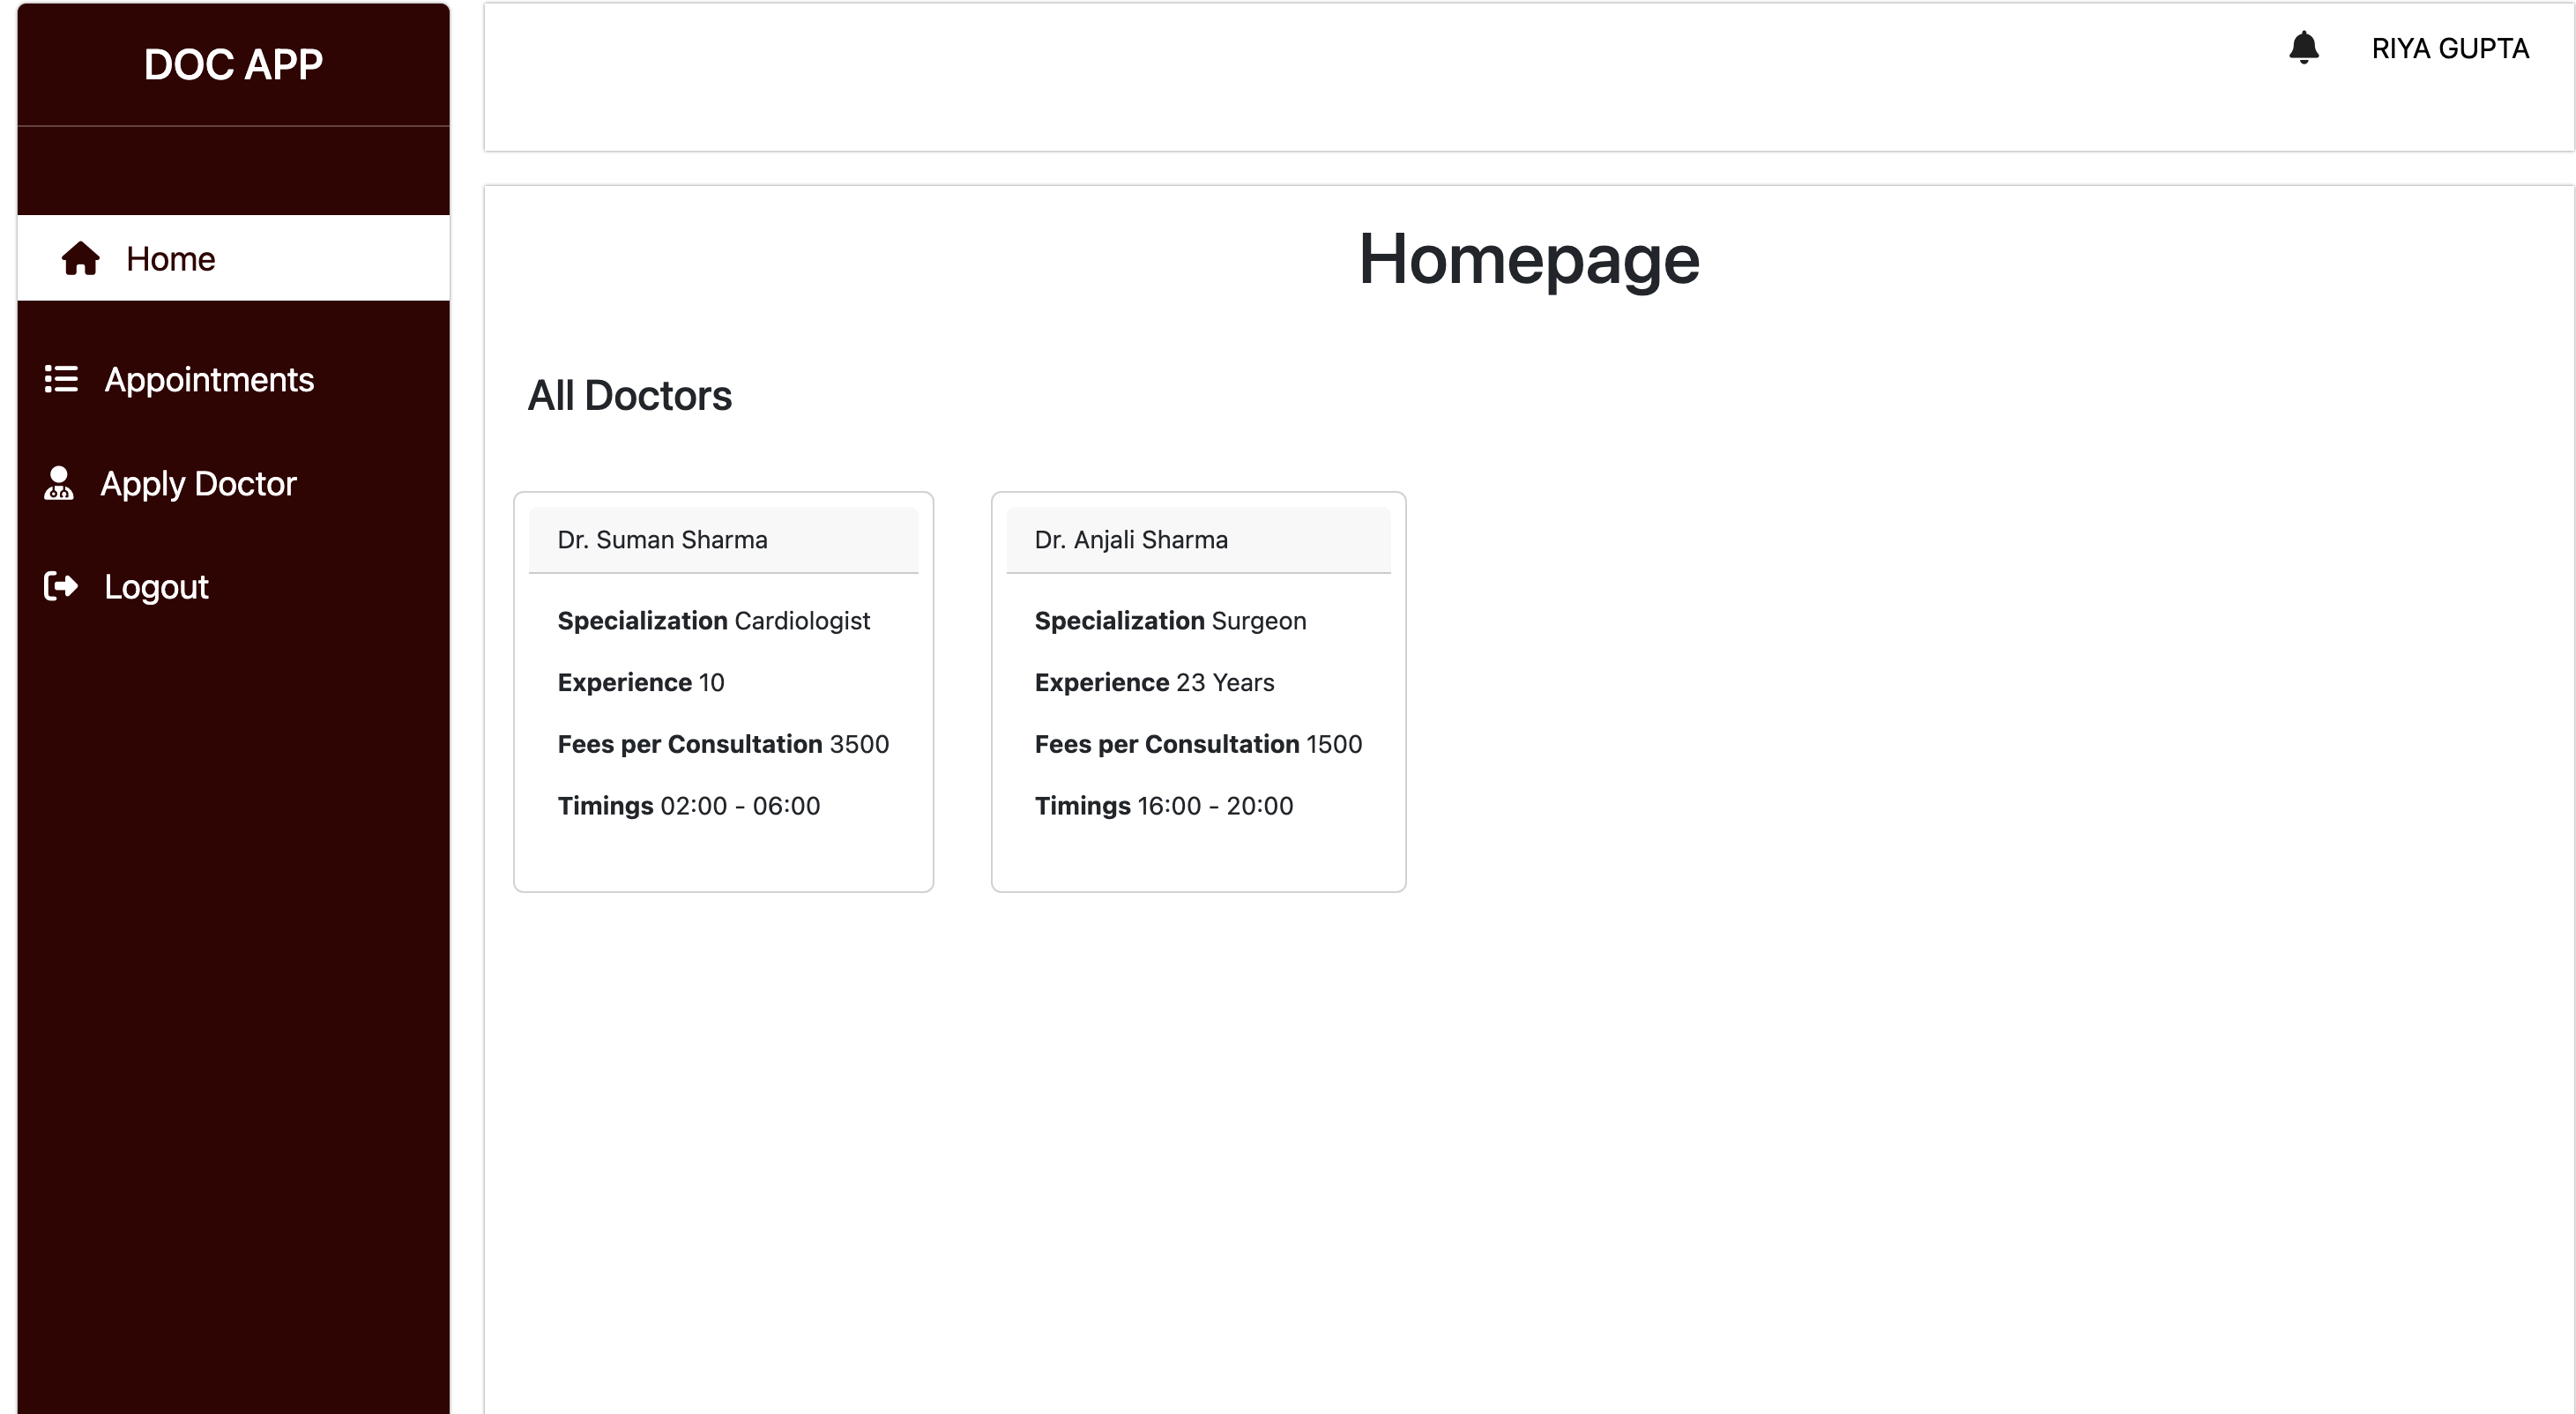 DOC APP
RIYA GUPTA
Home
Appointments
Apply Doctor
Logout
Homepage
All Doctors
Dr. Suman Sharma
Specialization Cardiologist
Experience 10
Fees per Consultation 3500
Timings 02:00 - 06:00
Dr. Anjali Sharma
Specialization Surgeon
Experience 23 Years
Fees per Consultation 1500
Timings 16:00 - 20:00